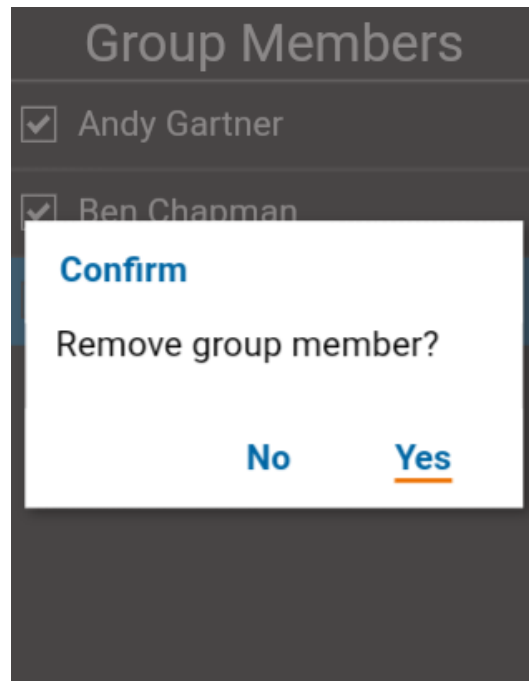 Group Members
Andy Gartner
Ben Chapman
Confirm
Remove group member?
No Yes